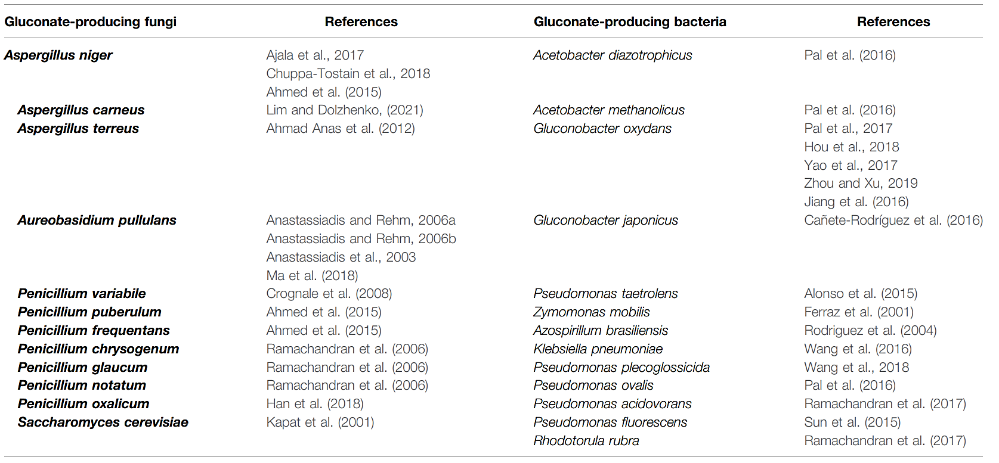 Gluconate-producing fungi References Gluconate-producing bacteria References
Aspergillus niger Ajala et al., 2017 Acetobacter diazotrophicus Pal et al. (2016)
Chuppa-Tostain et al., 2018
Ahmed et al. (2015)
Aspergillus carneus Lim and Dolzhenko, (2021) Acetobacter methanolicus Pal et al. (2016)
Aspergillus terreus Ahmad Anas et al. (2012) Gluconobacter oxydans Pal et al., 2017
Hou et al., 2018
Yao et al., 2017
Zhou and Xu, 2019
Jiang et al. (2016)
Aureobasidium pullulans Anastassiadis and Rehm, 2006a Gluconobacter japonicus Cañete-Rodríguez et al. (2016)
Anastassiadis and Rehm, 2006b
Anastassiadis et al., 2003
Ma et al. (2018)
Penicillium variabile Crognale et al. (2008) Pseudomonas taetrolens Alonso et al. (2015)
Penicillium puberulum Ahmed et al. (2015) Zymomonas mobilis Ferraz et al. (2001)
Penicillium frequentans Ahmed et al. (2015) Azospirillum brasiliensis Rodriguez et al. (2004)
Penicillium chrysogenum Ramachandran et al. (2006) Klebsiella pneumoniae Wang et al. (2016)
Penicillium glaucum Ramachandran et al. (2006) Pseudomonas plecoglossicida Wang et al., 2018
Penicillium notatum Ramachandran et al. (2006) Pseudomonas ovalis Pal et al. (2016)
Penicillium oxalicum Han et al. (2018) Pseudomonas acidovorans Ramachandran et al. (2017)
Saccharomyces cerevisiae Kapat et al. (2001) Pseudomonas fluorescens Sun et al. (2015)
Rhodotorula rubra Ramachandran et al. (2017)